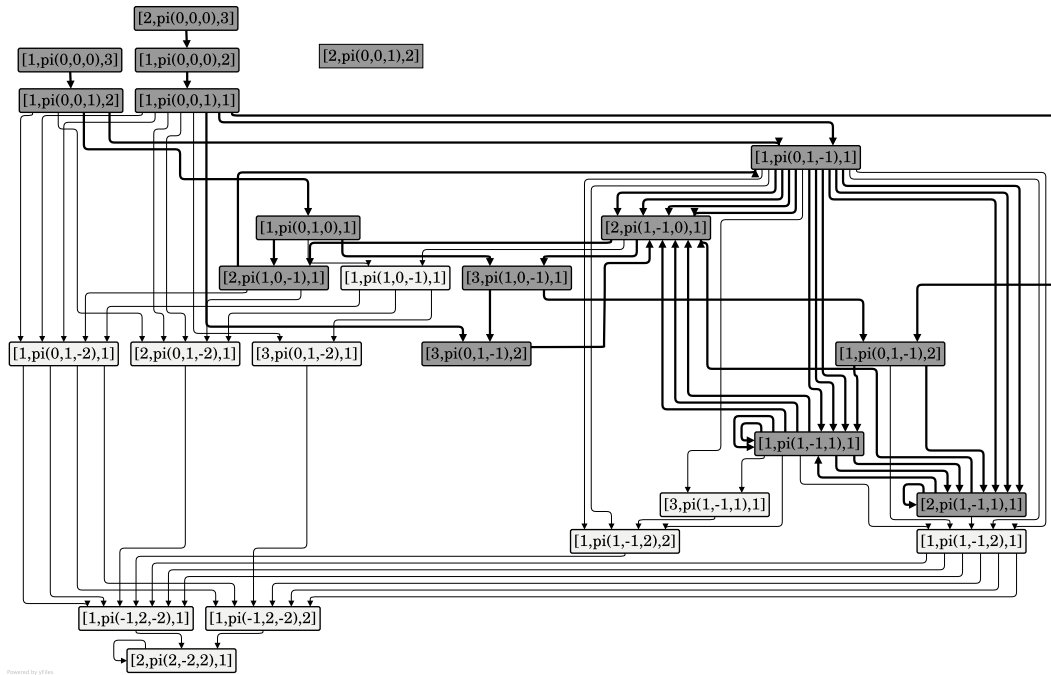 [2,pi(0,0,0),3]
[1,pi(0,0,0),3]
[1,pi(0,0,0),2]
[2,pi(0,0,1),2]
[1,pi(0,0,1),2]
[1,pi(0,0,1),1]
[1,pi(0,1,-1),1]
[1,pi(0,1,0),1]
[2,pi(1,-1,0),1]
[2,pi(1,0,-1),1]
[1,pi(1,0,-1),1]
[3,pi(1,0,-1),1]
[1,pi(0,1,-2),1]
[2,pi(0,1,-2),1]
[3,pi(0,1,-2),1]
[3,pi(0,1,-1),2]
[1,pi(0,1,-1),2]
[1,pi(1,-1,1),1]
[3,pi(1,-1,1),1]
[2,pi(1,-1,1),1]
[1,pi(1,-1,2),2]
[1,pi(1,-1,2),1]
[1,pi(-1,2,-2),1]
[1,pi(-1,2,-2),2]
[2,pi(2,-2,2),1]
Powered by yFiles